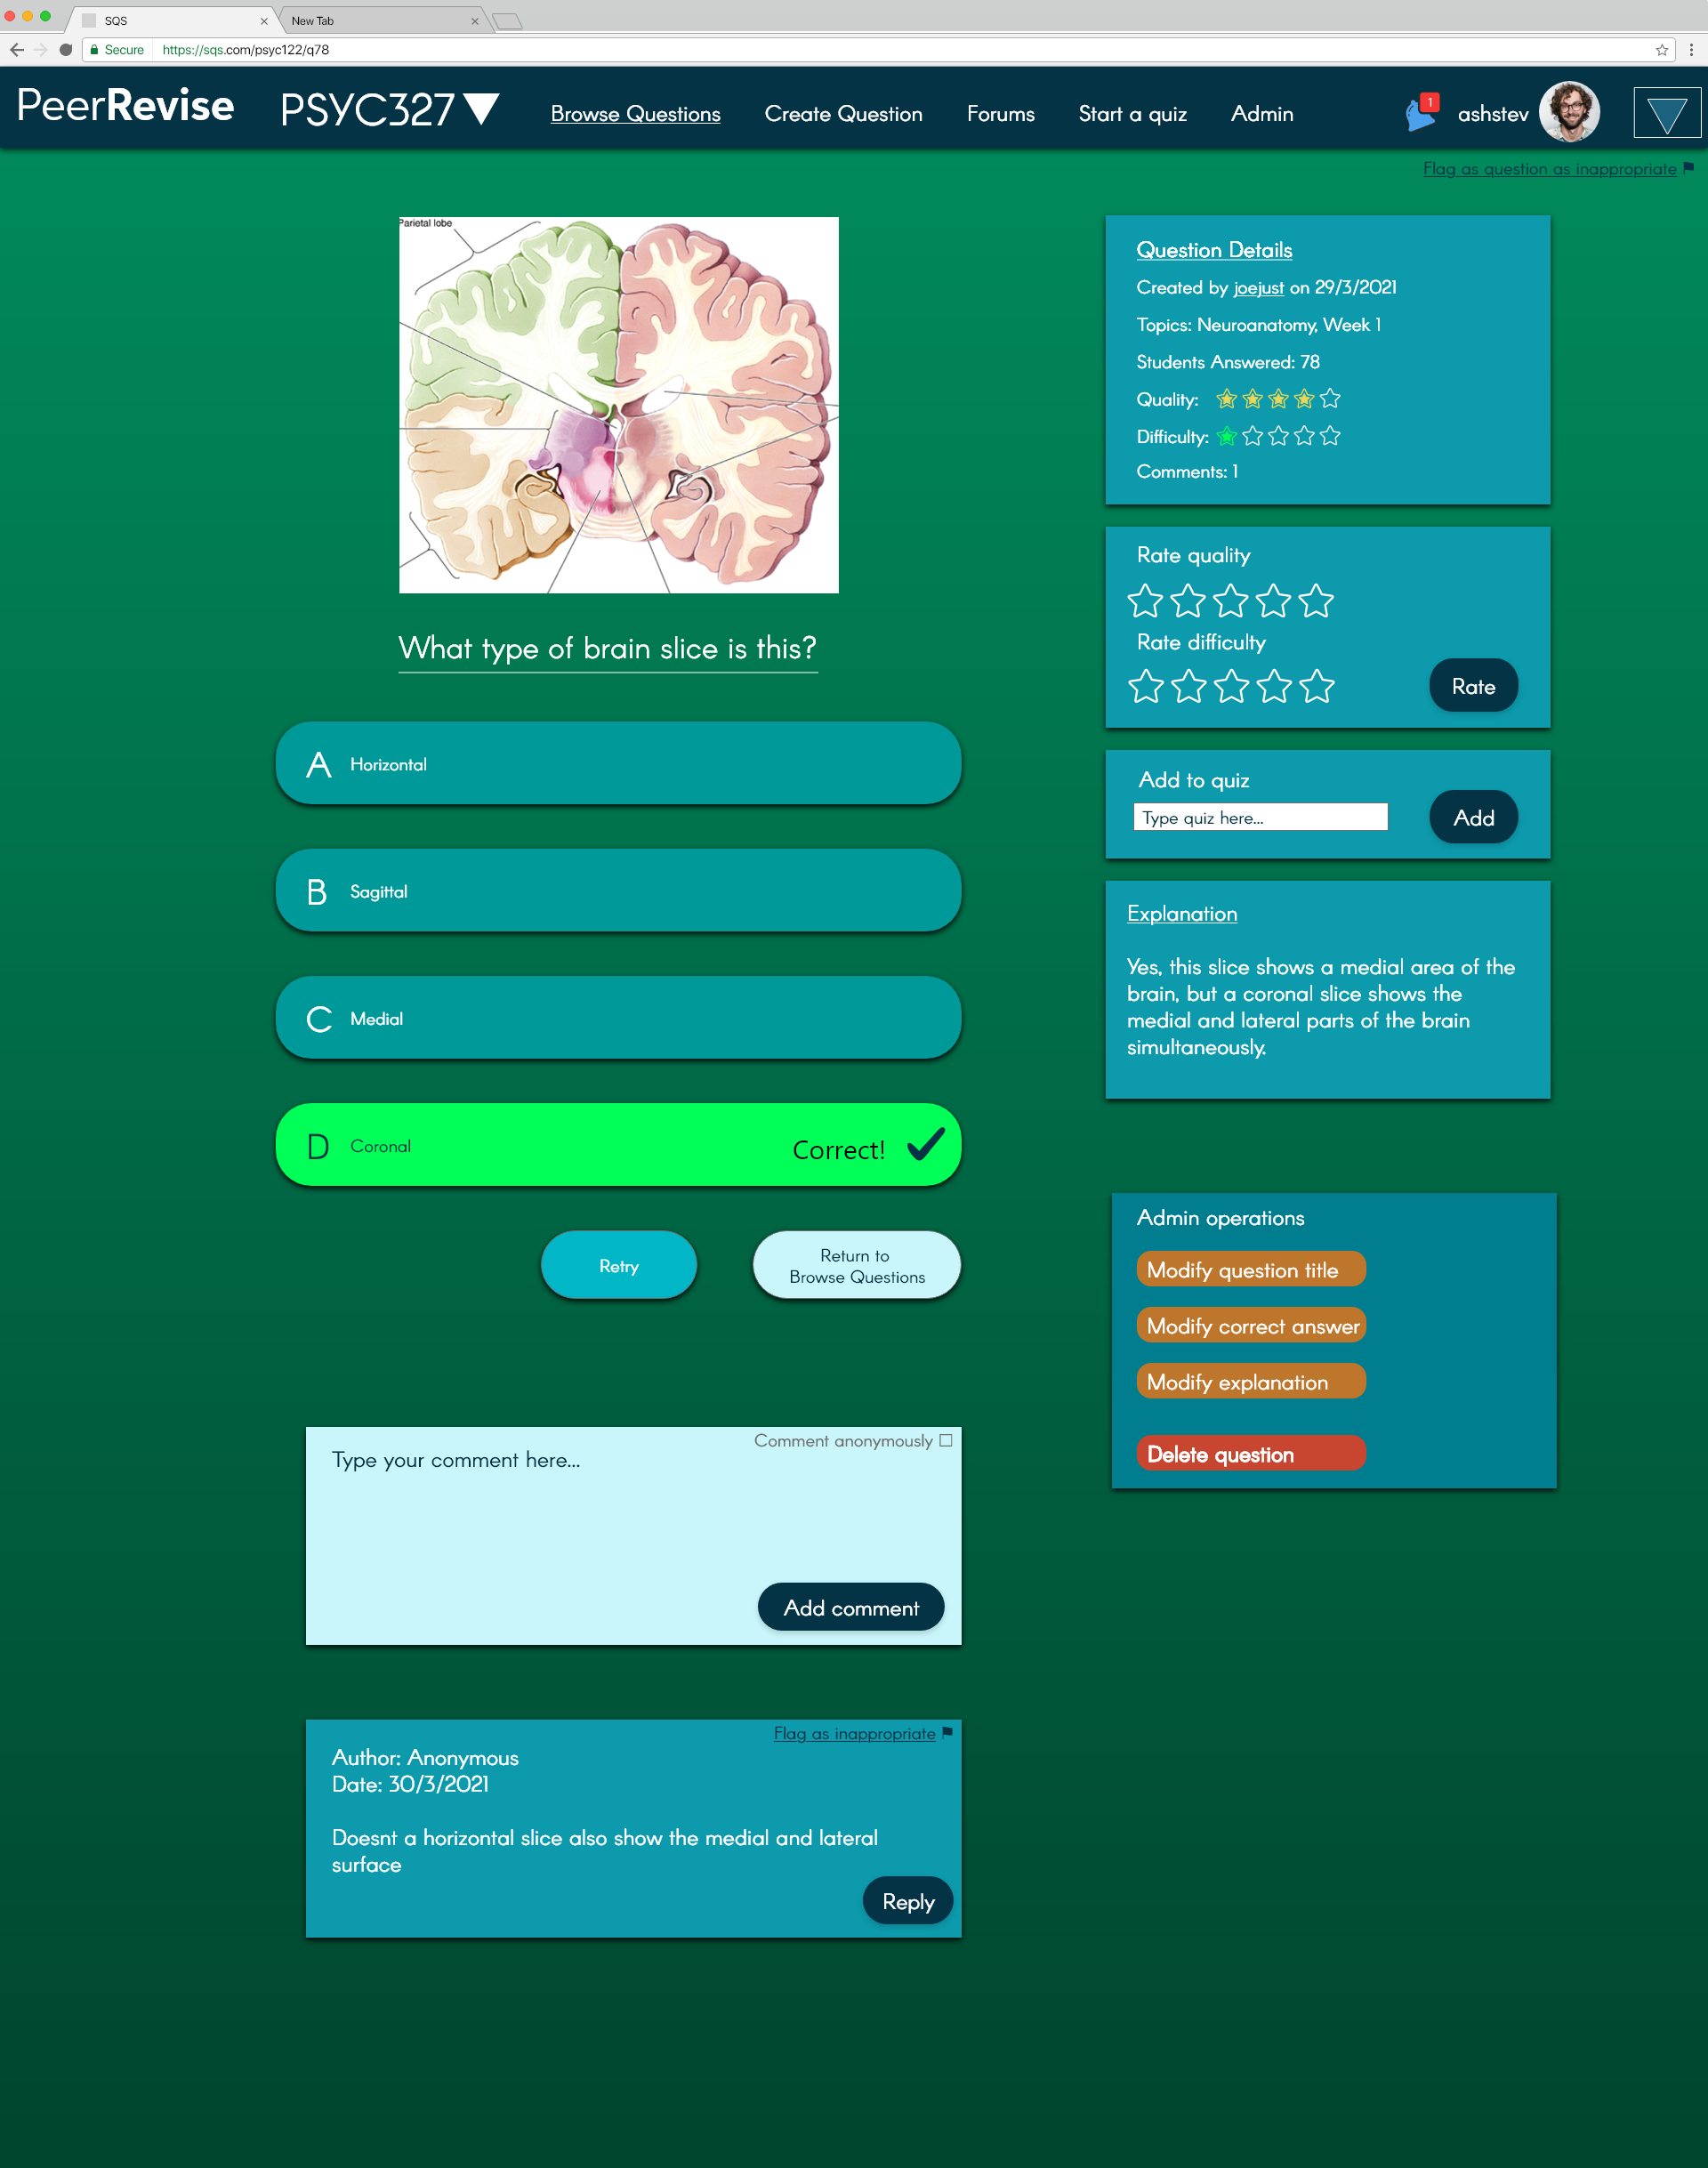 SQS
New Tab
Secure
https://sqs.com/psyc122/q78
PeerRevise
PSYC327
Browse Questions
Create Question
Forums
Start a quiz
Admin
1
ashstev
Flag as question as inappropriate
Parietal lobe
What type of brain slice is this?
A Horizontal
B Sagittal
C Medial
D Coronal Correct!
Retry
Return to
Browse Questions
Comment anonymously
Type your comment here...
Add comment
Flag as inappropriate
Author: Anonymous
Date: 30/3/2021
Doesnt a horizontal slice also show the medial and lateral
surface
Reply
Question Details
Created by joejust on 29/3/2021
Topics: Neuroanatomy, Week 1
Students Answered: 78
Quality:
Difficulty:
Comments: 1
Rate quality
Rate difficulty
Rate
Add to quiz
Type quiz here...
Add
Explanation
Yes, this slice shows a medial area of the
brain, but a coronal slice shows the
medial and lateral parts of the brain
simultaneously.
Admin operations
Modify question title
Modify correct answer
Modify explanation
Delete question